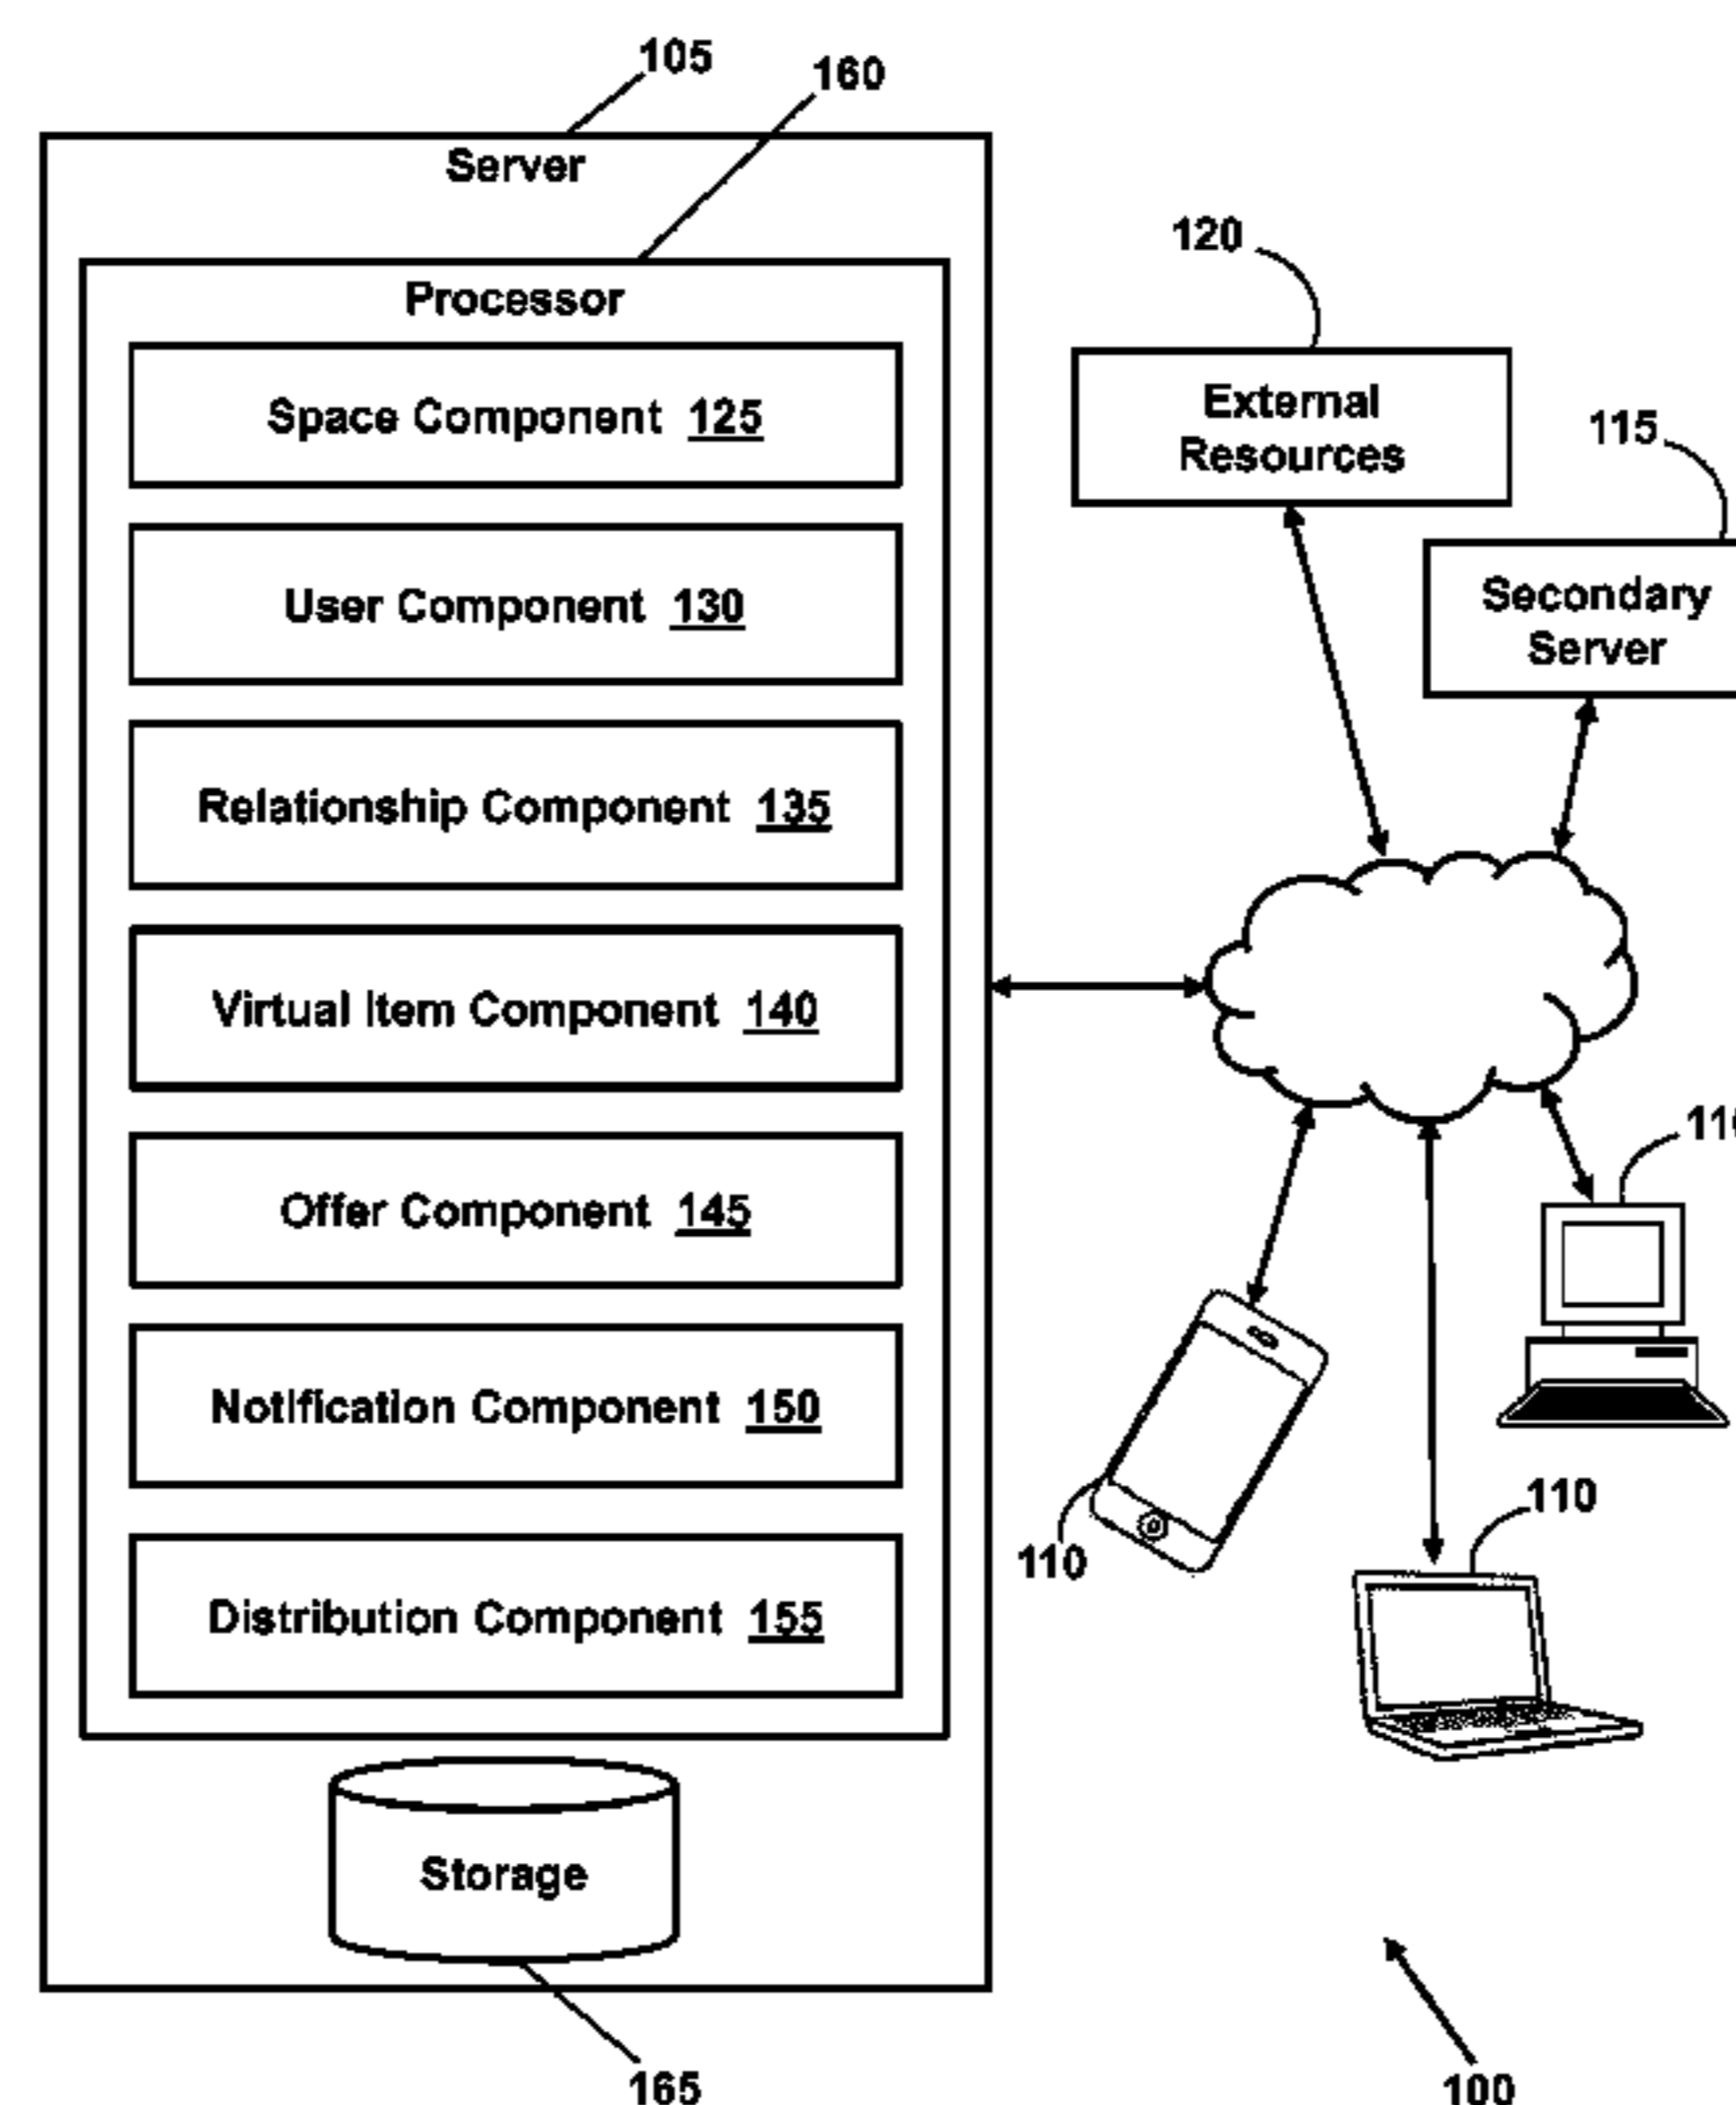 105
160
Server
Processor
Space Component 125
User Component 130
Relationship Component 135
Virtual Item Component 140
Offer Component 145
Notification Component 150
Distribution Component 155
Storage
165
120
External
Resources
115
Secondary
Server
110
110
100